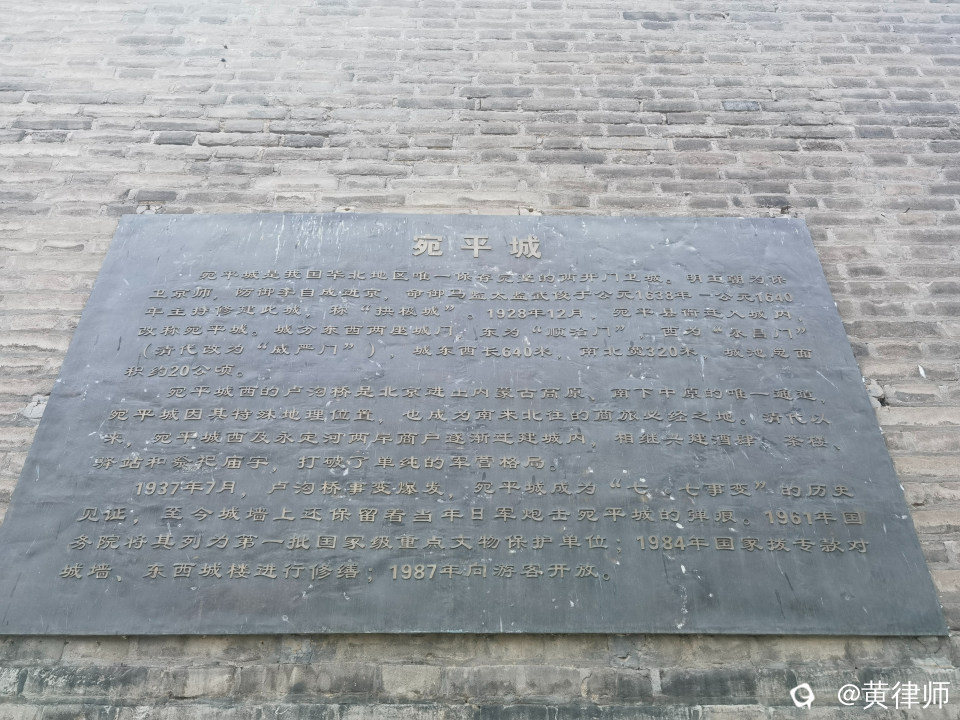 宛平城
宛平城是我国华北地区唯一保存完整的两开门卫城。明王朝为保
卫京师，防御李自成进京，命御马监太监武俊于公元1638年－公元1640
年主持修建此城，称“拱极城”。1928年12月，宛平县衙迁入城内，
改称宛平城。城分东西两座城门，东为“顺治门”，西为“永昌门”
（清代改为“威严门”），城东西长640米，南北宽320米，城池总面
积约20公顷。
宛平城西的卢沟桥是北京进上内蒙古高原、南下中原的唯一通道，
宛平城因其特殊地理位置，也成为南来北往的商旅必经之地。清代以
来，宛平城西及永定河两岸商户逐渐迁建城内，相继兴建酒肆、茶楼、
驿站和祭祀庙宇，打破了单纯的军营格局。
1937年7月，卢沟桥事变爆发，宛平城成为“七·七事变”的历史
见证；至今城墙上还保留着当年日军炮击宛平城的弹痕。1961年国
务院将其列为第一批国家级重点文物保护单位；1984年国家拨专款对
城墙、东西城楼进行修缮；1987年向游客开放。
@黄律师